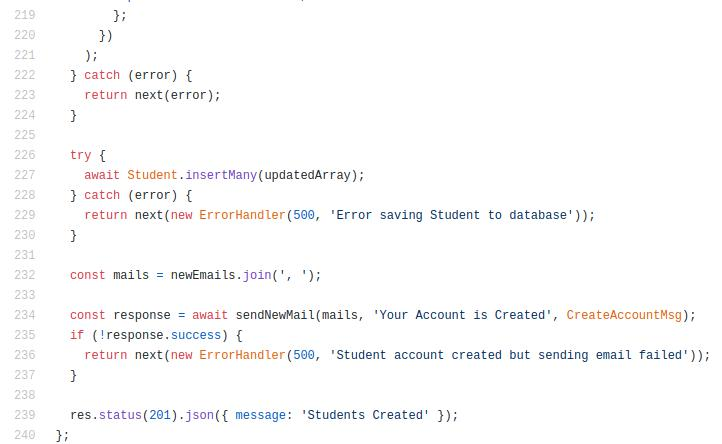 219         };
220       })
221     );
222   } catch (error) {
223     return next(error);
224   }
225
226   try {
227     await Student.insertMany(updatedArray);
228   } catch (error) {
229     return next(new ErrorHandler(500, 'Error saving Student to database'));
230   }
231
232   const mails = newEmails.join(', ');
233
234   const response = await sendNewMail(mails, 'Your Account is Created', CreateAccountMsg);
235   if (!response.success) {
236     return next(new ErrorHandler(500, 'Student account created but sending email failed'));
237   }
238
239   res.status(201).json({ message: 'Students Created' });
240 };